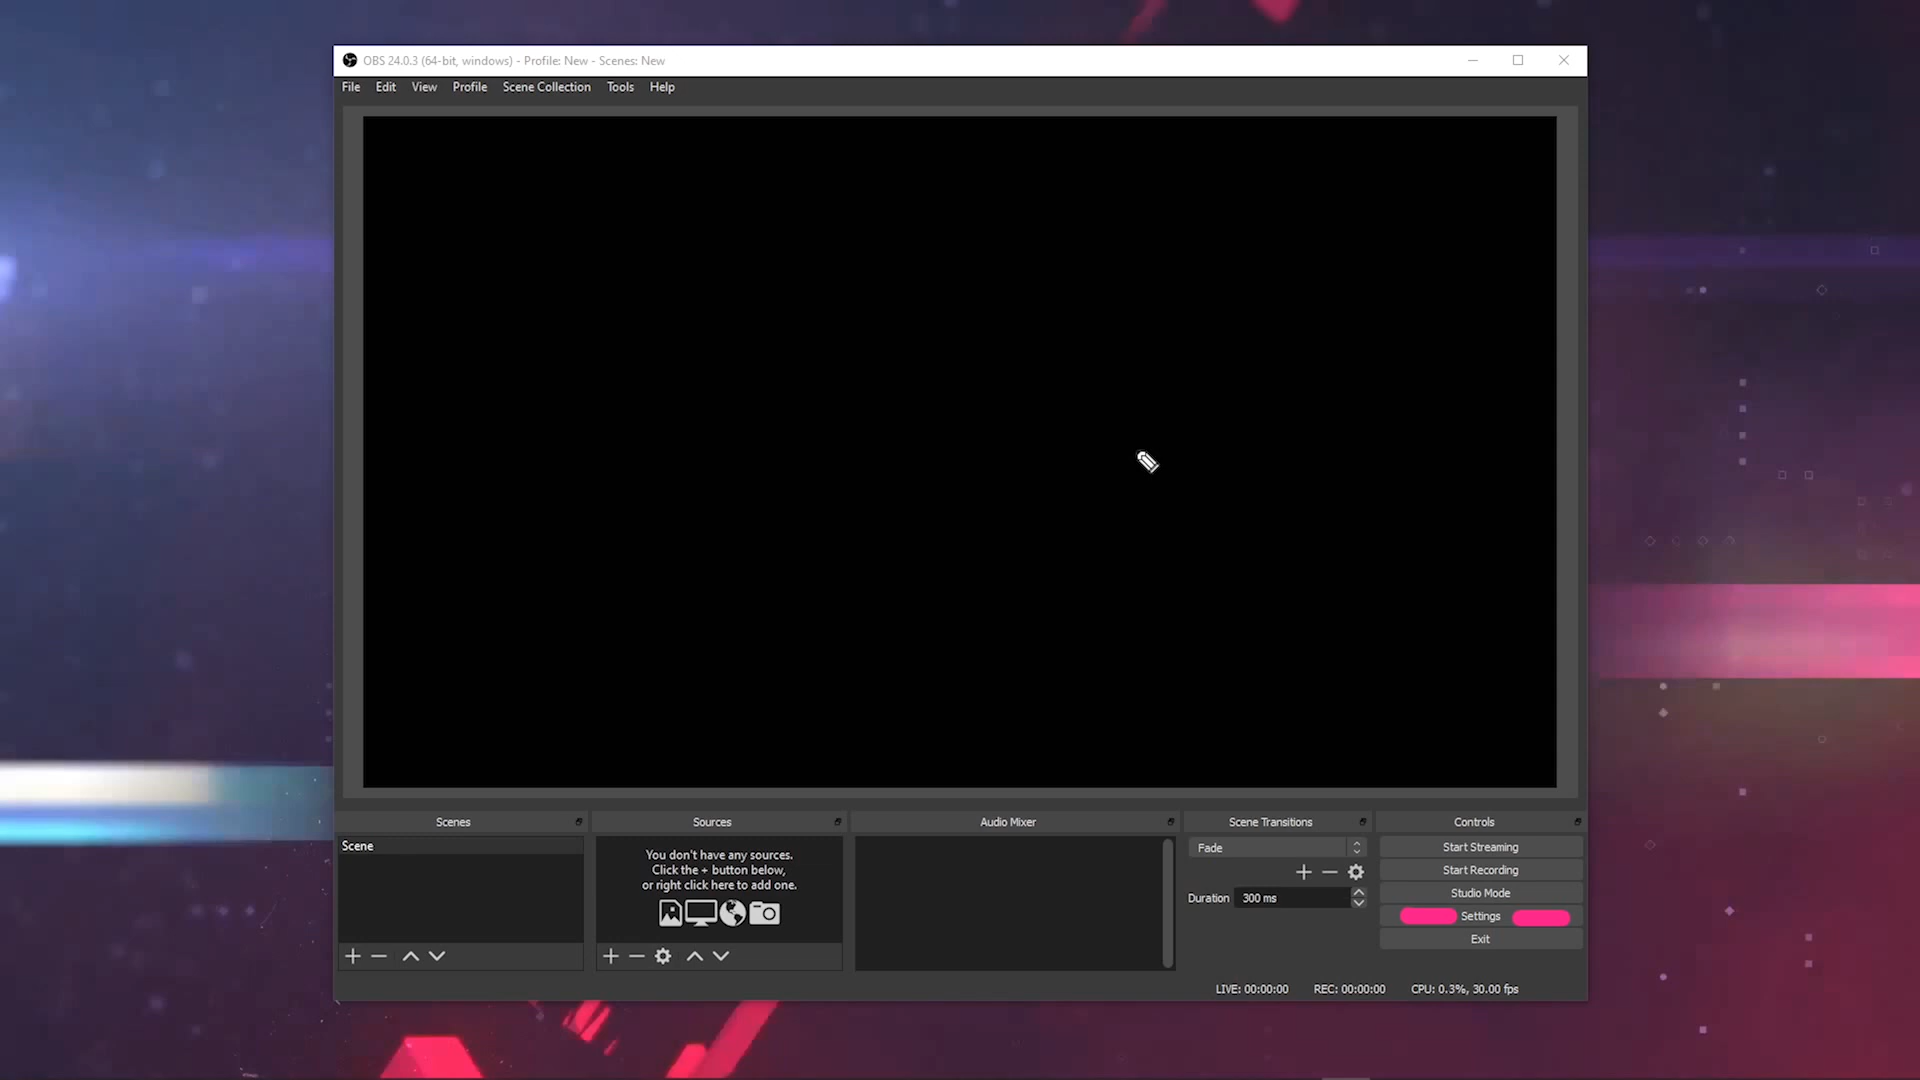 OBS 24.0.3 (64-bit, windows) - Profile: New - Scenes: New
File Edit View Profile Scene Collection Tools Help
Scenes
Scene
Sources
You don't have any sources.
Click the + button below,
or right click here to add one.
Audio Mixer
Scene Transitions
Fade
Duration 300 ms
Controls
Start Streaming
Start Recording
Studio Mode
Settings
Exit
LIVE: 00:00:00 REC: 00:00:00 CPU: 0.3%, 30.00 fps